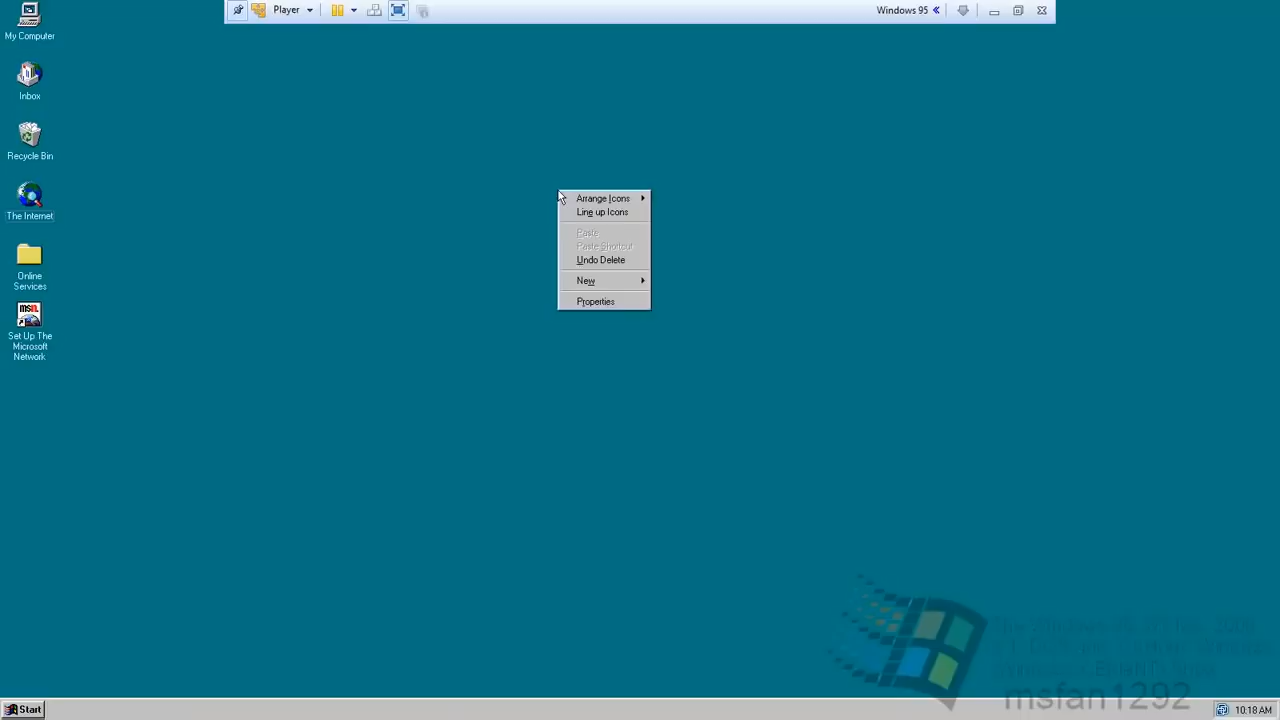 Player
Windows 95
My Computer
Inbox
Recycle Bin
The Internet
Online
Services
msn
Set Up The
Microsoft
Network
Arrange Icons
Line up Icons
Paste
Paste Shortcut
Undo Delete
New
Properties
msfan1292
Start
10:18 AM